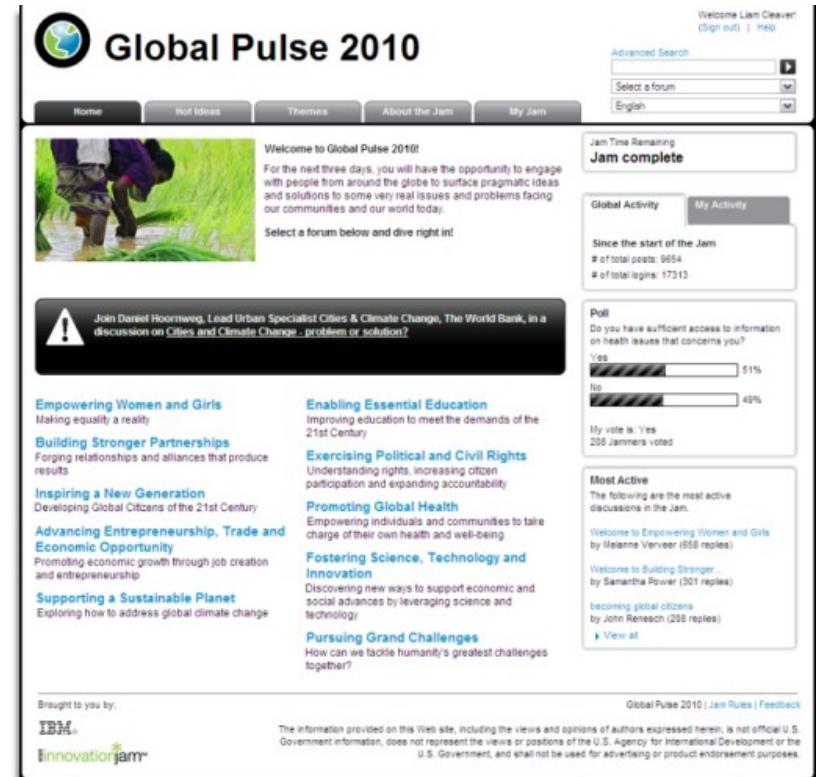 Global Pulse 2010
Welcome Liam Cleaver!
(Sign out) | Help
Advanced Search
Select a forum
English
Home
Hot Ideas
Themes
About the Jam
My Jam
Welcome to Global Pulse 2010!
For the next three days, you will have the opportunity to engage
with people from around the globe to surface pragmatic ideas
and solutions to some very real issues and problems facing
our communities and our world today.
Select a forum below and dive right in!
Jam Time Remaining
Jam complete
Global Activity
My Activity
Since the start of the Jam
# of total posts: 9654
# of total logins: 17313
Join Daniel Hoornweg, Lead Urban Specialist Cities & Climate Change, The World Bank, in a
discussion on Cities and Climate Change - problem or solution?
Poll
Do you have sufficient access to information
on health issues that concerns you?
Yes
51%
No
49%
My vote is: Yes
208 Jammers voted
Empowering Women and Girls
Making equality a reality
Building Stronger Partnerships
Forging relationships and alliances that produce
results
Inspiring a New Generation
Developing Global Citizens of the 21st Century
Advancing Entrepreneurship, Trade and
Economic Opportunity
Promoting economic growth through job creation
and entrepreneurship
Supporting a Sustainable Planet
Exploring how to address global climate change
Enabling Essential Education
Improving education to meet the demands of the
21st Century
Exercising Political and Civil Rights
Understanding rights, increasing citizen
participation and expanding accountability
Promoting Global Health
Empowering individuals and communities to take
charge of their own health and well-being
Fostering Science, Technology and
Innovation
Discovering new ways to support economic and
social advances by leveraging science and
technology
Pursuing Grand Challenges
How can we tackle humanity's greatest challenges
together?
Most Active
The following are the most active
discussions in the Jam.
Welcome to Empowering Women and Girls
by Melanne Verveer (658 replies)
Welcome to Building Stronger...
by Samantha Power (301 replies)
becoming global citizens
by John Renesch (288 replies)
View all
Brought to you by:
IBM
innovationjam
Global Pulse 2010 | Jam Rules | Feedback
The information provided on this Web site, including the views and opinions of authors expressed herein, is not official U.S.
Government information, does not represent the views or positions of the U.S. Agency for International Development or the
U.S. Government, and shall not be used for advertising or product endorsement purposes.